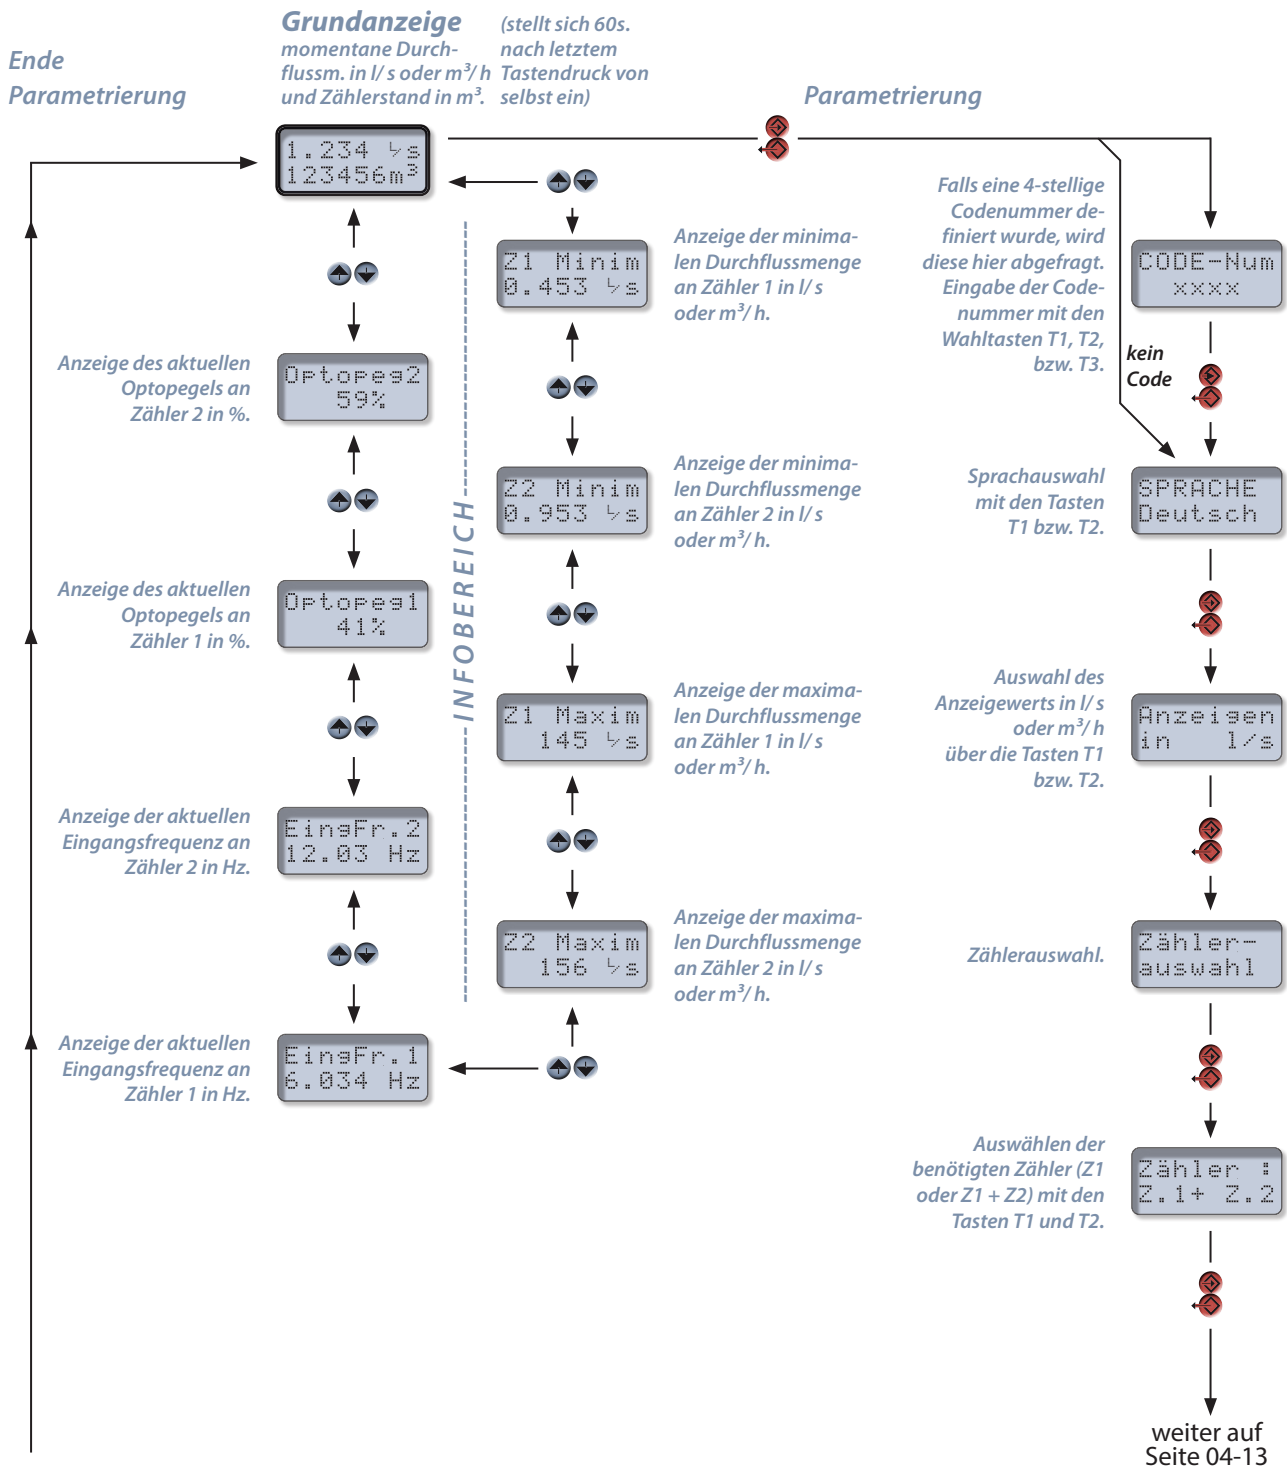 Ende
Parametrierung
Grundanzeige
momentane Durch-
flussm. in l/s oder m³/h
und Zählerstand in m³.
(stellt sich 60s.
nach letztem
Tastendruck von
selbst ein)
Parametrierung
1.234 l/s
123456m³
Optopeg2
59%
Anzeige des aktuellen
Optopegels an
Zähler 2 in %.
Optopeg1
41%
Anzeige des aktuellen
Optopegels an
Zähler 1 in %.
EingFr.2
12.03 Hz
Anzeige der aktuellen
Eingangsfrequenz an
Zähler 2 in Hz.
EingFr.1
6.034 Hz
Anzeige der aktuellen
Eingangsfrequenz an
Zähler 1 in Hz.
INFOBEREICH
Z1 Minim
0.453 l/s
Anzeige der minima-
len Durchflussmenge
an Zähler 1 in l/s
oder m³/h.
Z2 Minim
0.953 l/s
Anzeige der minima-
len Durchflussmenge
an Zähler 2 in l/s
oder m³/h.
Z1 Maxim
145 l/s
Anzeige der maxima-
len Durchflussmenge
an Zähler 1 in l/s
oder m³/h.
Z2 Maxim
156 l/s
Anzeige der maxima-
len Durchflussmenge
an Zähler 2 in l/s
oder m³/h.
Falls eine 4-stellige
Codenummer de-
finiert wurde, wird
diese hier abgefragt.
Eingabe der Code-
nummer mit den
Wahltasten T1, T2,
bzw. T3.
kein
Code
CODE-Num
xxxx
Sprachauswahl
mit den Tasten
T1 bzw. T2.
SPRACHE
Deutsch
Auswahl des
Anzeigewerts in l/s
oder m³/h
über die Tasten T1
bzw. T2.
Anzeigen
in l/s
Zählerauswahl.
Zähler-
auswahl
Auswählen der
benötigten Zähler (Z1
oder Z1 + Z2) mit den
Tasten T1 und T2.
Zähler :
Z.1+ Z.2
weiter auf
Seite 04-13